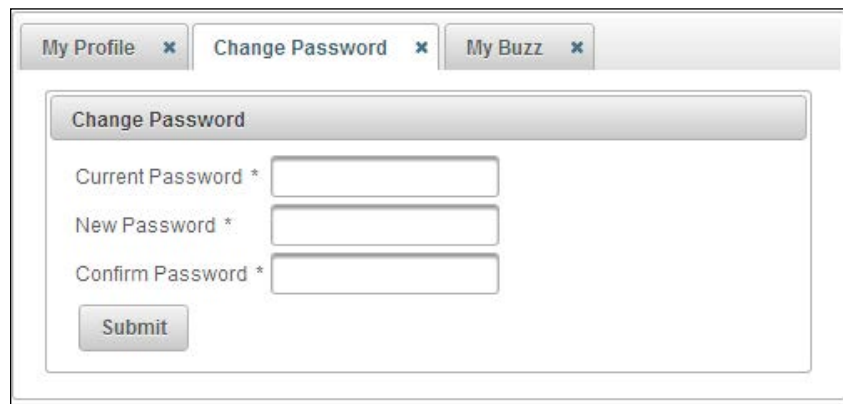 My Profile × Change Password × My Buzz ×
Change Password
Current Password *
New Password *
Confirm Password *
Submit